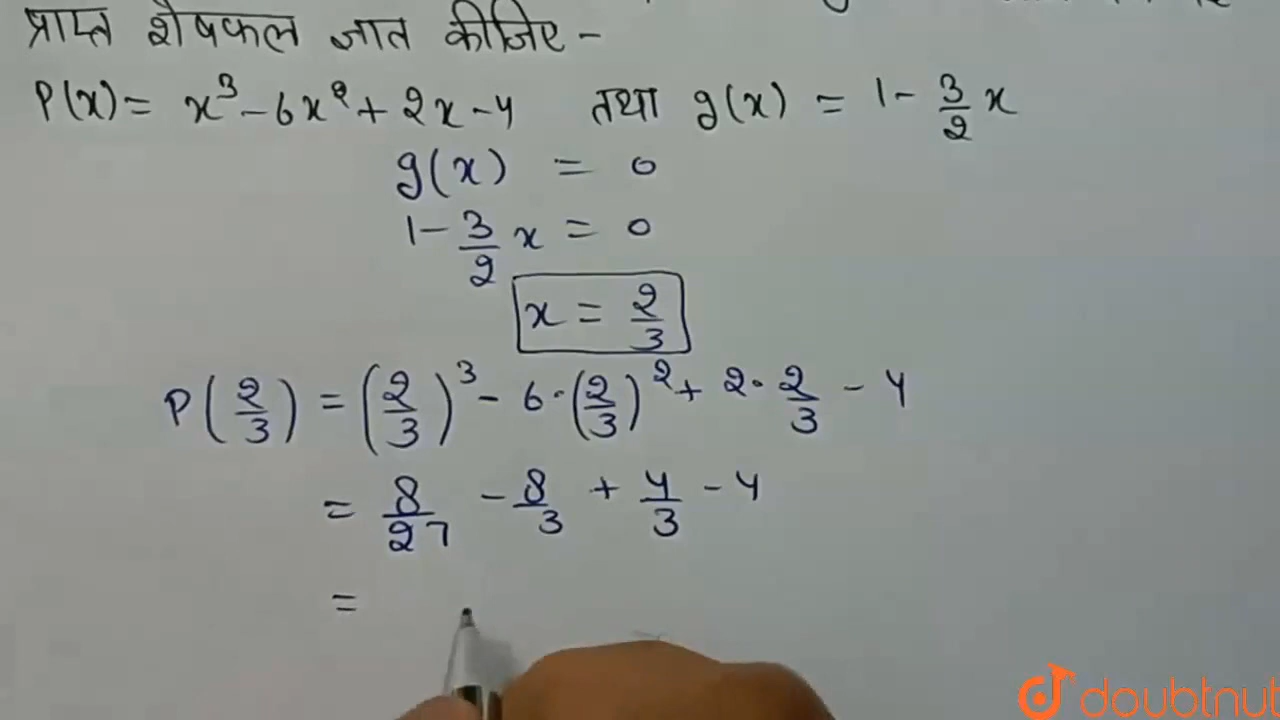 प्राप्त शेषफल ज्ञात कीजिए -
P(x) = x³ - 6x² + 2x - 4 तथा g(x) = 1 - 3/2 x
g(x) = 0
1 - 3/2 x = 0
x = 2/3
P(2/3) = (2/3)³ - 6·(2/3)² + 2·2/3 - 4
= 8/27 - 8/3 + 4/3 - 4
=
doubtnut